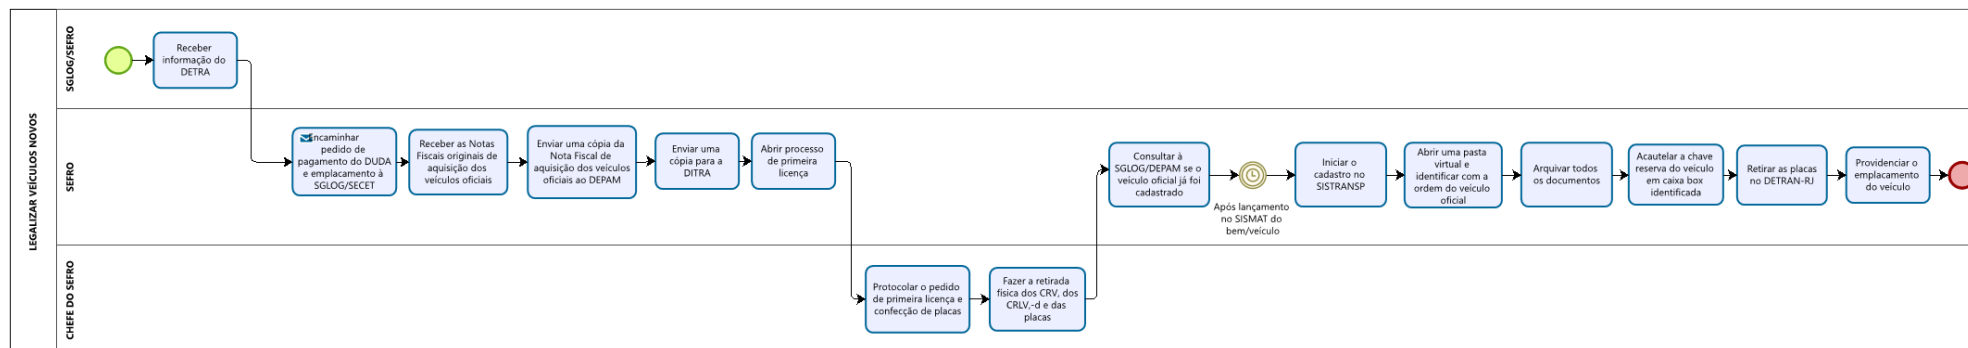 LEGALIZAR VEÍCULOS NOVOS
SGLOG/SEFRO
Receber
informação do
DETRA
SEFRO
Encaminhar
pedido de
pagamento do DUDA
e emplacamento à
SGLOG/SECET
Receber as Notas
Fiscais originais de
aquisição dos
veículos oficiais
Enviar uma cópia da
Nota Fiscal de
aquisição dos veículos
oficiais ao DEPAM
Enviar uma
cópia para a
DITRA
Abrir processo
de primeira
licença
CHEFE DO SEFRO
Protocolar o pedido
de primeira licença e
confecção de placas
Fazer a retirada
física dos CRV, dos
CRLV,-d e das
placas
Consultar à
SGLOG/DEPAM se o
veículo oficial já foi
cadastrado
Após lançamento
no SISMAT do
bem/veículo
Iniciar o
cadastro no
SISTRANSP
Abrir uma pasta
virtual e
identificar com a
ordem do veículo
oficial
Arquivar todos
os documentos
Acautelar a chave
reserva do veículo
em caixa box
identificada
Retirar as placas
no DETRAN-RJ
Providenciar o
emplacamento
do veículo